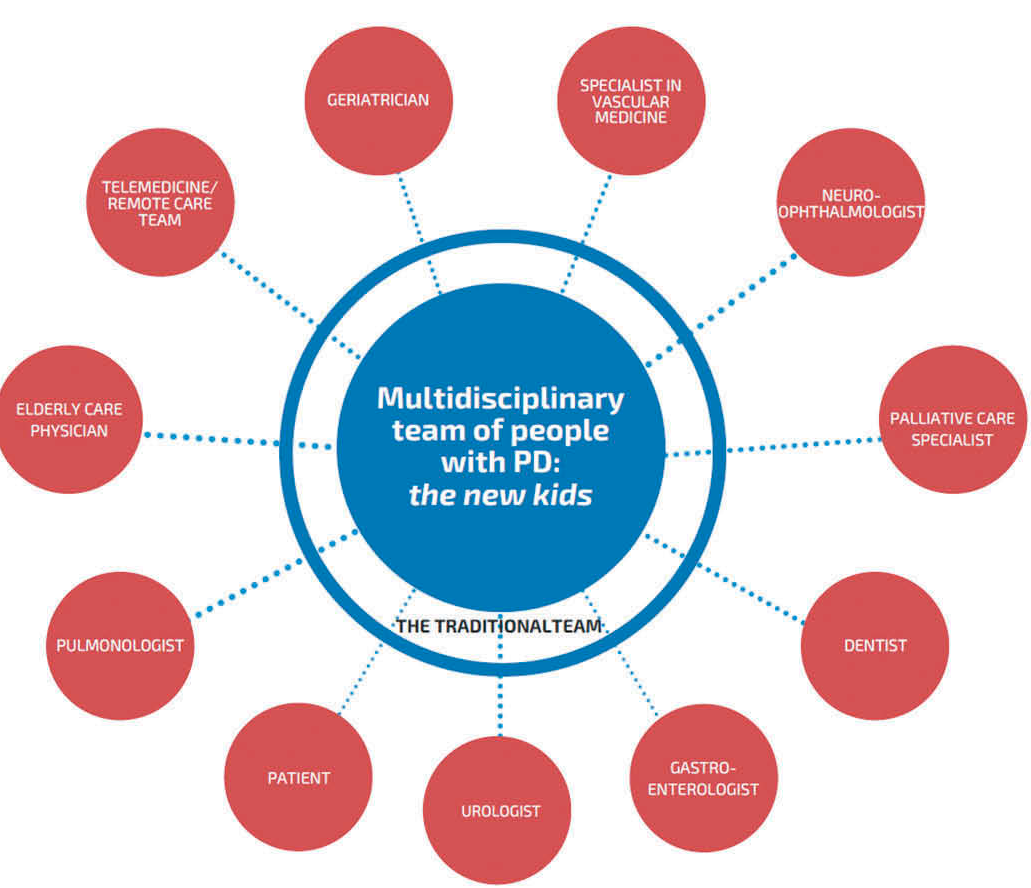 GERIATRICIAN
SPECIALIST IN
VASCULAR
MEDICINE
TELEMEDICINE/
REMOTE CARE
TEAM
NEURO-
OPHTHALMOLOGIST
ELDERLY CARE
PHYSICIAN
Multidisciplinary
team of people
with PD:
the new kids
PALLIATIVE CARE
SPECIALIST
THE TRADITIONALTEAM
PULMONOLOGIST
DENTIST
PATIENT
UROLOGIST
GASTRO-
ENTEROLOGIST